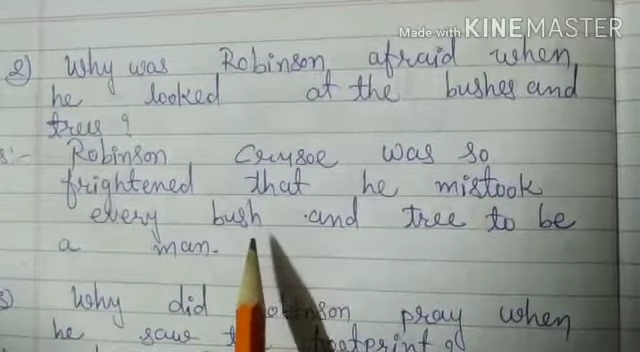 Made with KINEMASTER
2) Why was Robinson afraid when
he looked at the bushes and
trees ?
s:- Robinson Crusoe was so
frightened that he mistook
every bush and tree to be
a man.
3) Why did Robinson pray when
he saw the footprint ?